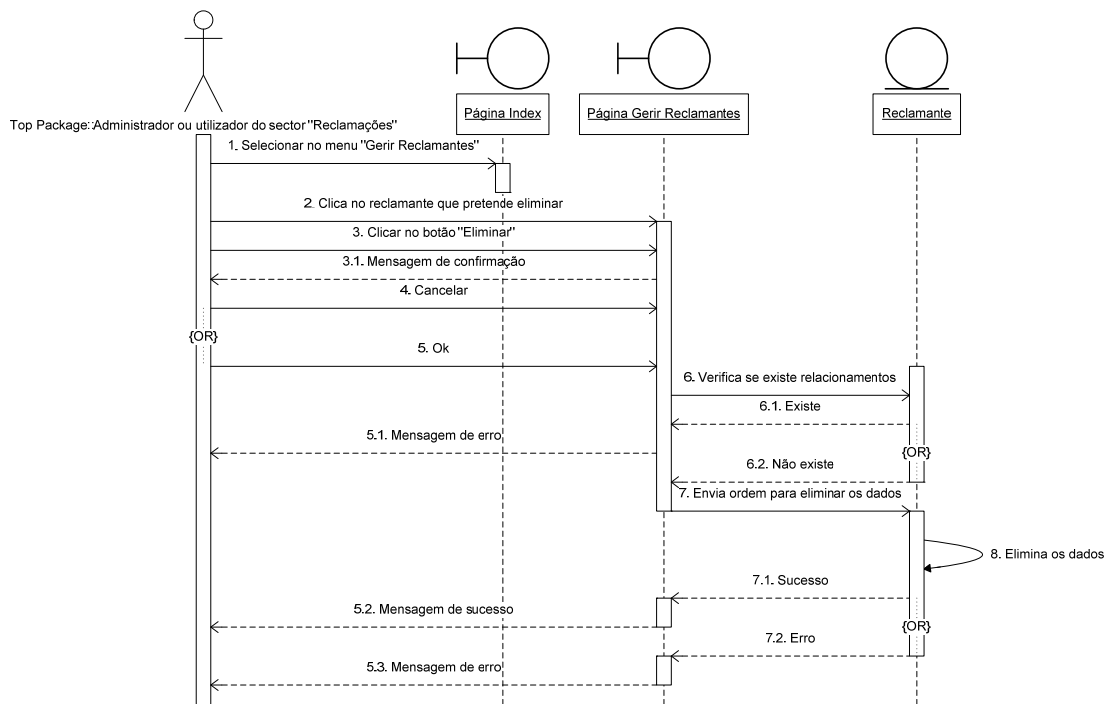 Top Package::Administrador ou utilizador do sector "Reclamações"
Página Index
Página Gerir Reclamantes
Reclamante
1. Selecionar no menu "Gerir Reclamantes"
2. Clica no reclamante que pretende eliminar
3. Clicar no botão "Eliminar"
3.1. Mensagem de confirmação
4. Cancelar
{OR}
5. Ok
6. Verifica se existe relacionamentos
6.1. Existe
5.1. Mensagem de erro
{OR}
6.2. Não existe
7. Envia ordem para eliminar os dados
8. Elimina os dados
7.1. Sucesso
5.2. Mensagem de sucesso
{OR}
7.2. Erro
5.3. Mensagem de erro